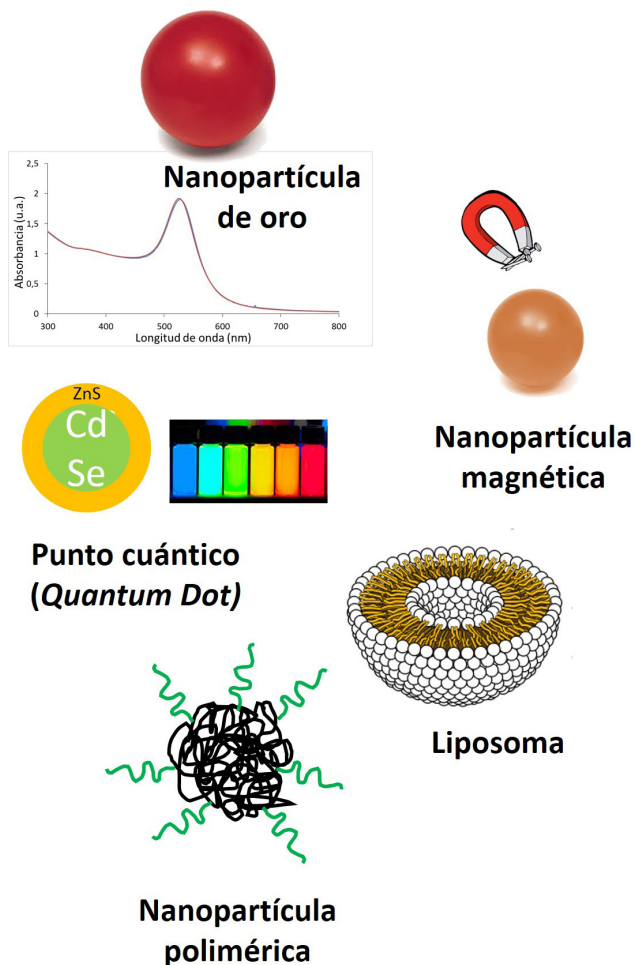 Nanopartícula
de oro
Absorbancia (u.a.)
2,5
2
1,5
1
0,5
0
300
400
500
600
700
800
Longitud de onda (nm)
Nanopartícula
magnética
ZnS
Cd
Se
Punto cuántico
(Quantum Dot)
Liposoma
Nanopartícula
polimérica